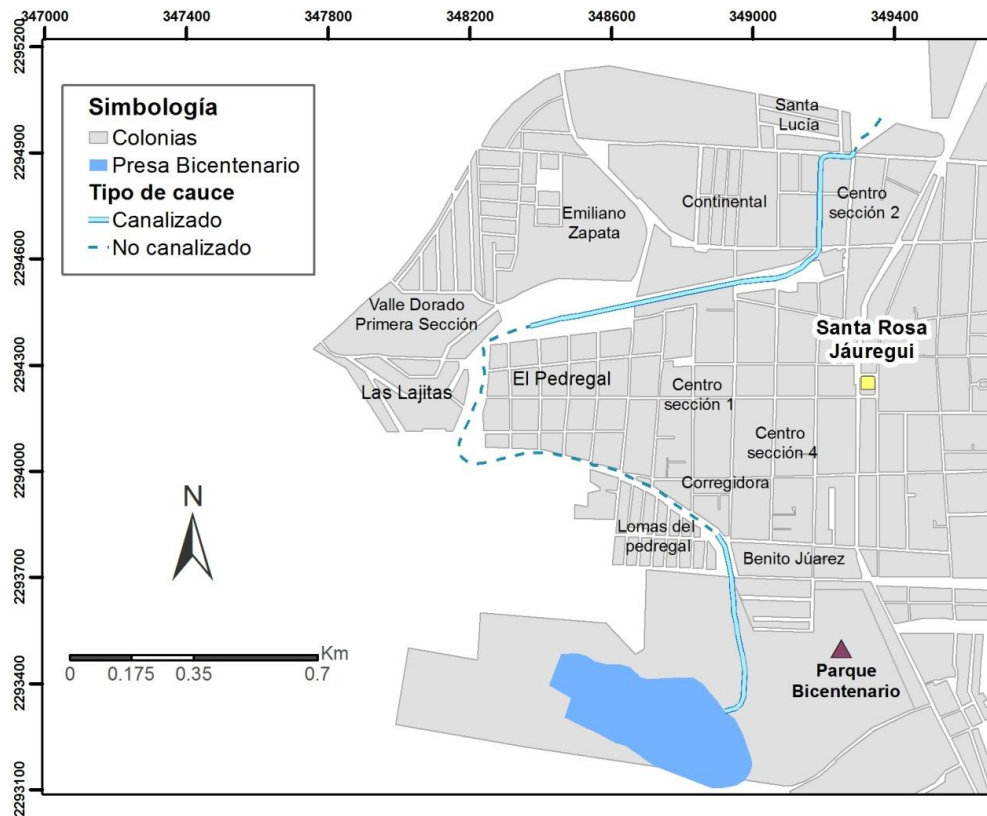 347000 347400 347800 348200 348600 349000 349400
2295200
2294900
2294600
2294300
2294000
2293700
2293400
2293100
Simbología
Colonias
Presa Bicentenario
Tipo de cauce
Canalizado
No canalizado
Santa
Lucía
Continental
Centro
sección 2
Emiliano
Zapata
Valle Dorado
Primera Sección
Santa Rosa
Jáuregui
Las Lajitas
El Pedregal
Centro
sección 1
Centro
sección 4
Corregidora
Lomas del
pedregal
Benito Júarez
N
Km
0 0.175 0.35 0.7
Parque
Bicentenario